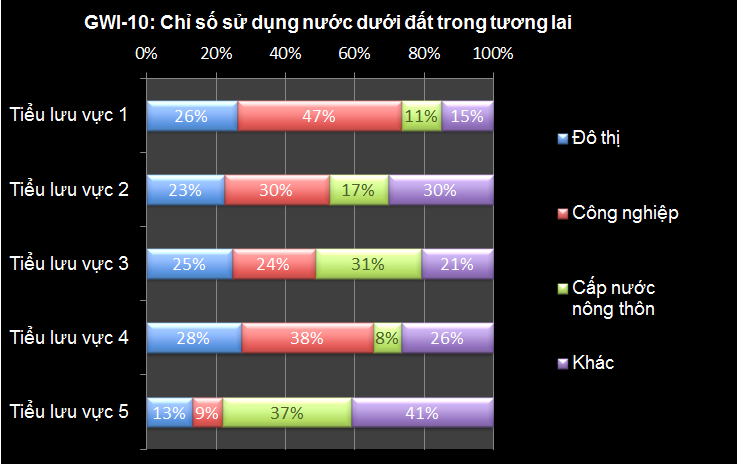 GWI-10: Chỉ số sử dụng nước dưới đất trong tương lai
0% 20% 40% 60% 80% 100%
Tiểu lưu vực 1 26% 47% 11% 15%
Tiểu lưu vực 2 23% 30% 17% 30%
Tiểu lưu vực 3 25% 24% 31% 21%
Tiểu lưu vực 4 28% 38% 8% 26%
Tiểu lưu vực 5 13% 9% 37% 41%
Đô thị
Công nghiệp
Cấp nước
nông thôn
Khác